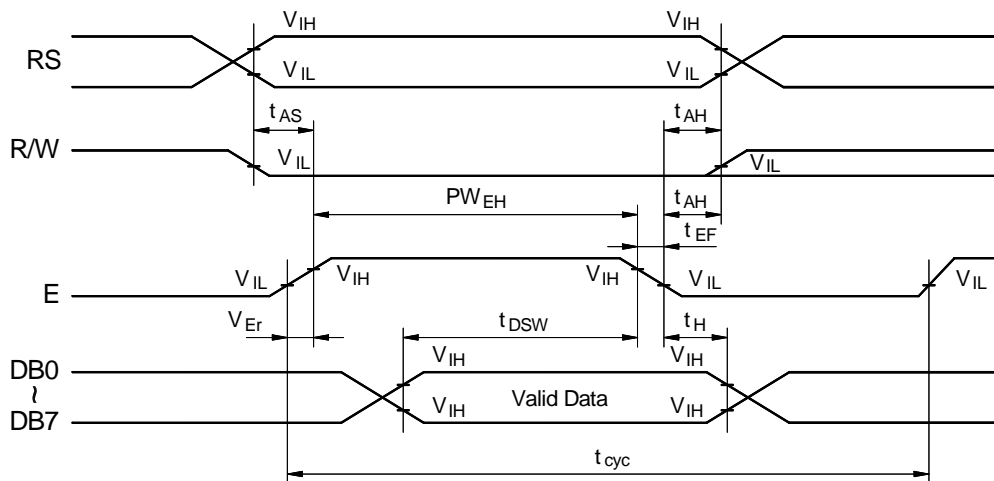 V IH V IH
RS
V IL V IL
t AS t AH
R/W V IL V IL
PW EH t AH
t EF
V IL V IH V IH V IL V IL
E
V Er t DSW t H
V IH V IH
DB0
~ Valid Data
DB7 V IH V IH
t cyc